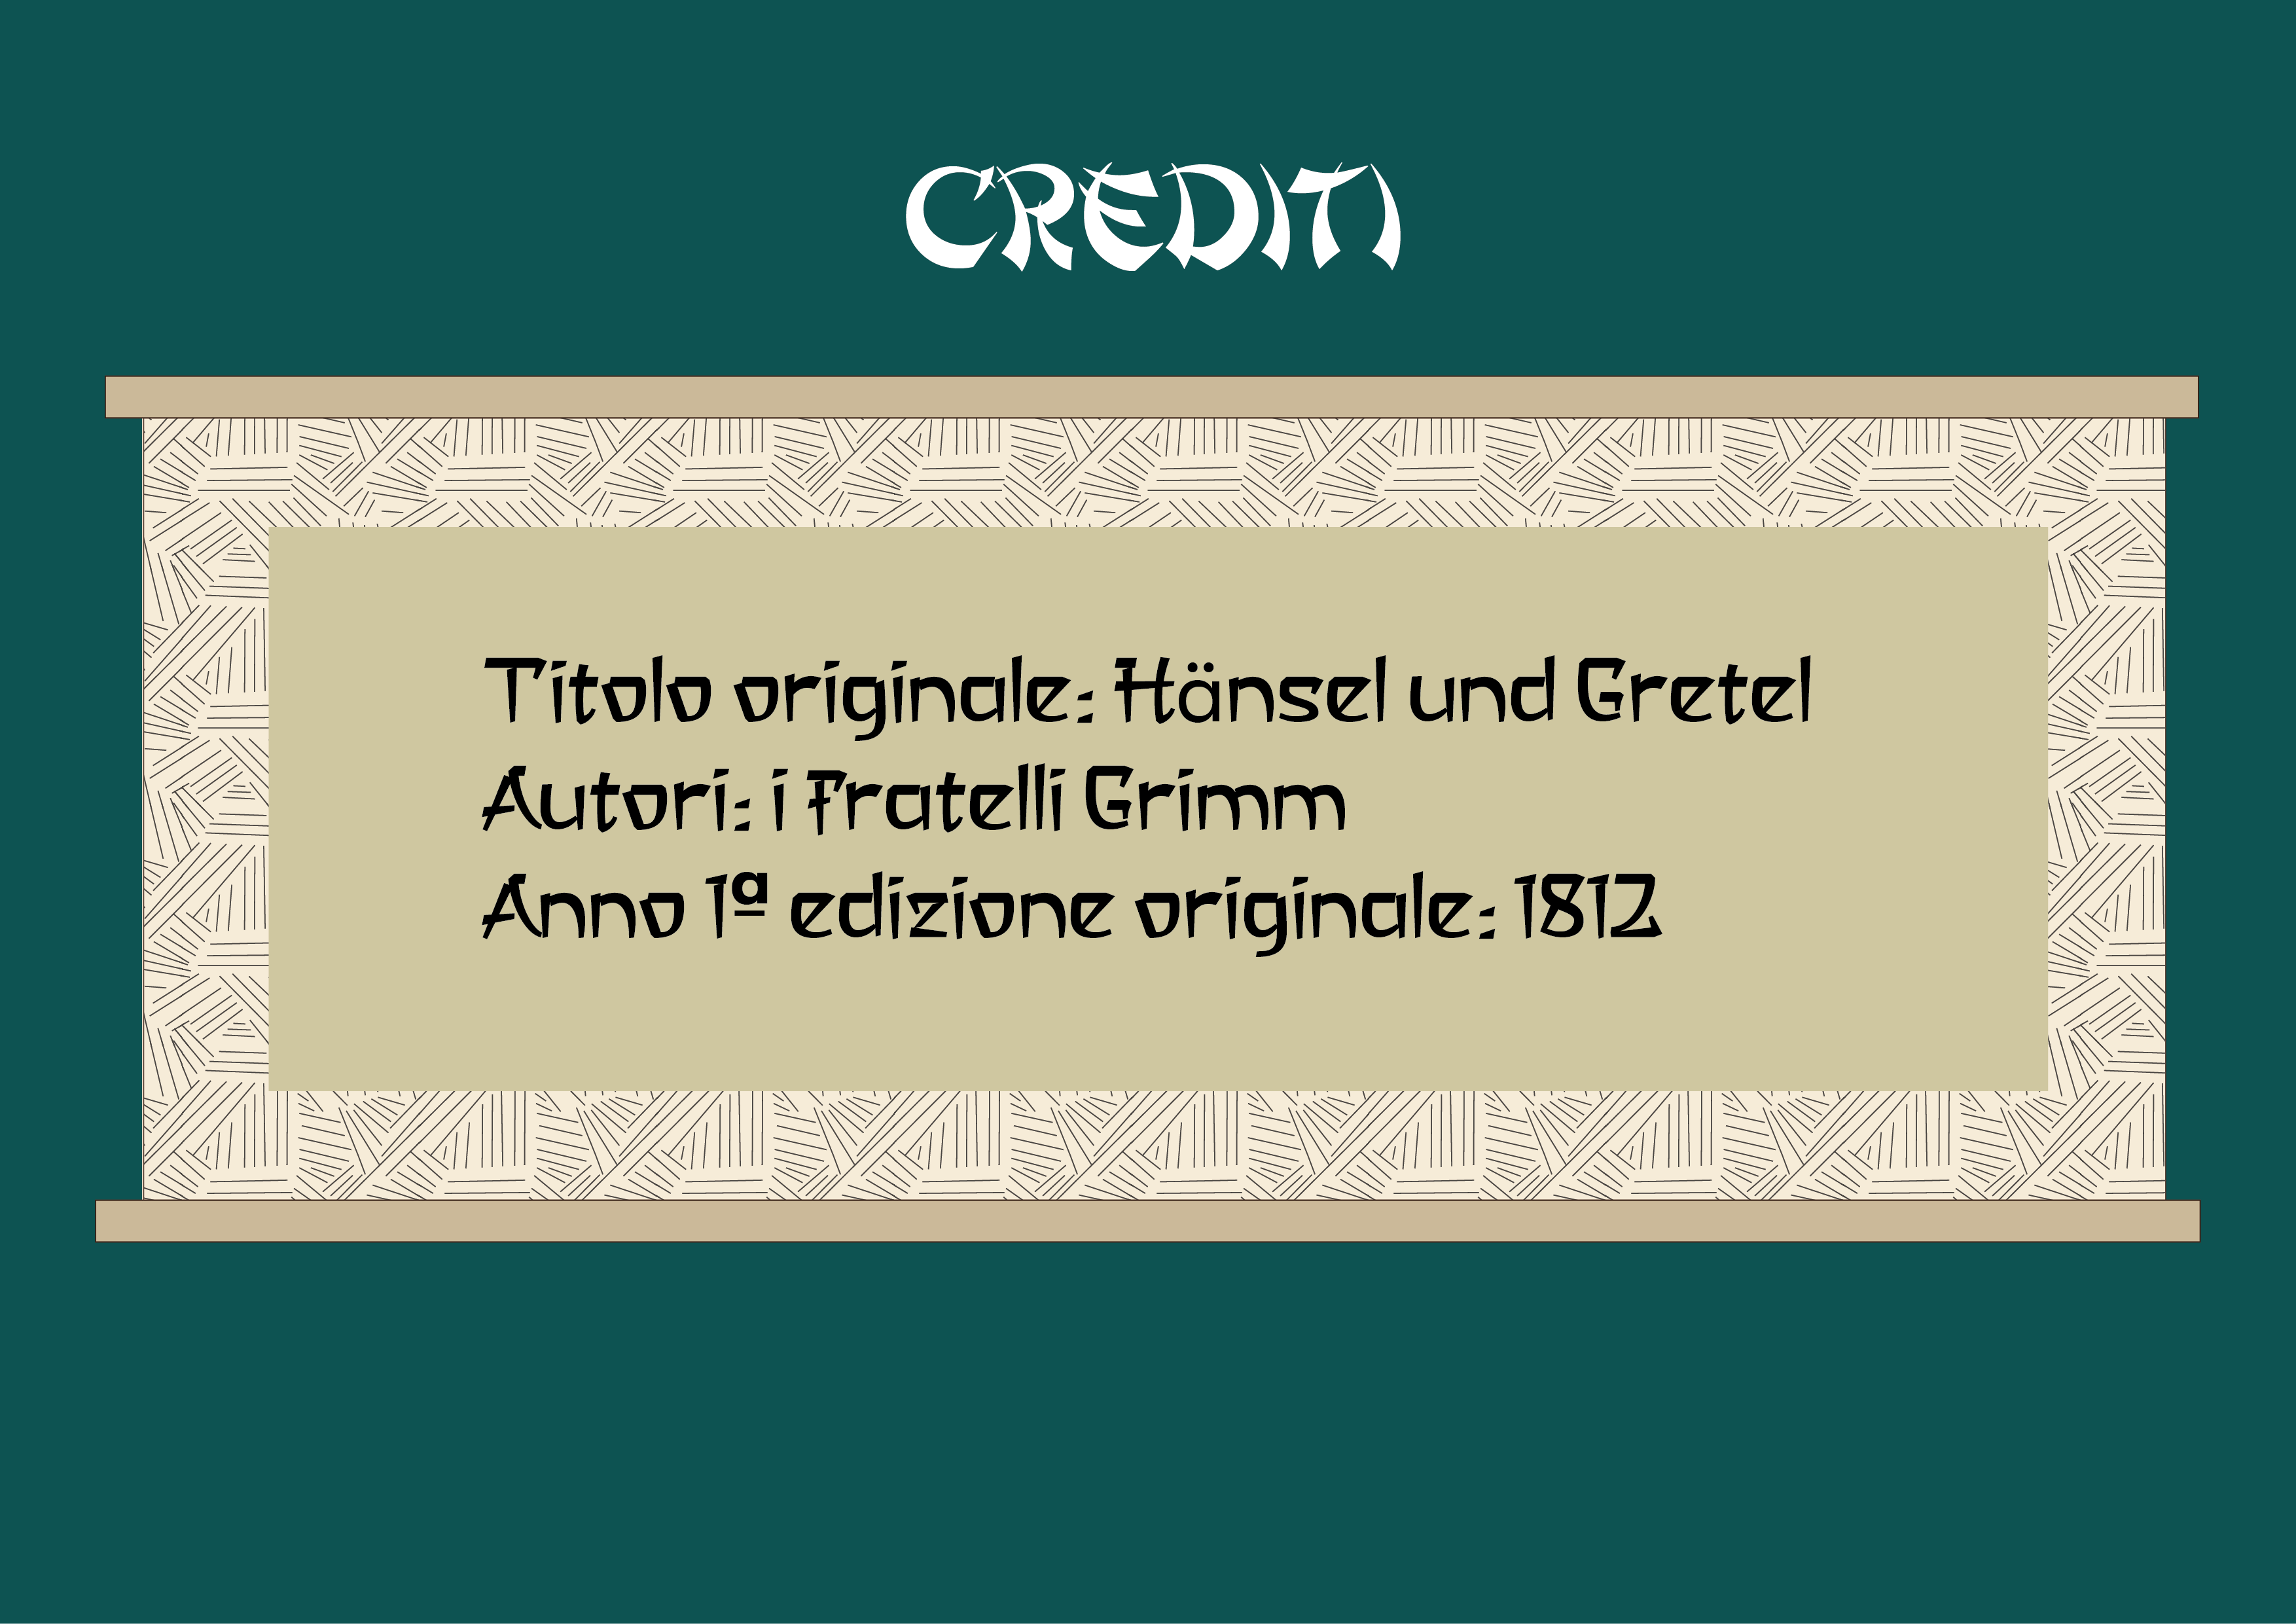 CREDITI
Titolo originale: Hänsel und Gretel
Autori: i Fratelli Grimm
Anno 1ª edizione originale: 1812